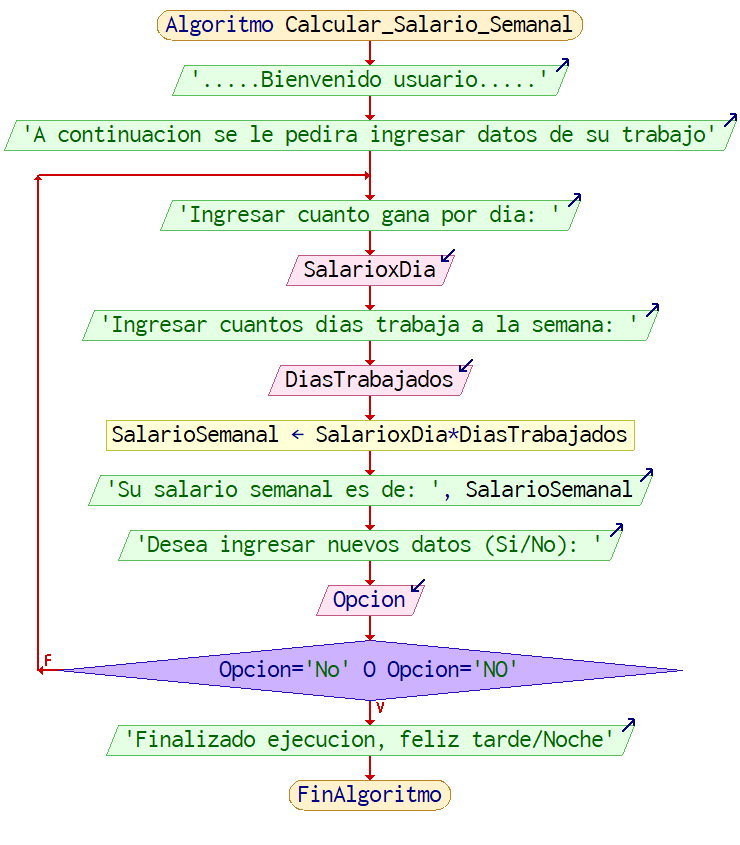 Algoritmo Calcular_Salario_Semanal
'.....Bienvenido usuario.....'
'A continuacion se le pedira ingresar datos de su trabajo'
'Ingresar cuanto gana por dia: '
SalarioxDia
'Ingresar cuantos dias trabaja a la semana: '
DiasTrabajados
SalarioSemanal ← SalarioxDia*DiasTrabajados
'Su salario semanal es de: ', SalarioSemanal
'Desea ingresar nuevos datos (Si/No): '
Opcion
F
Opcion='No' O Opcion='NO'
V
'Finalizado ejecucion, feliz tarde/Noche'
FinAlgoritmo